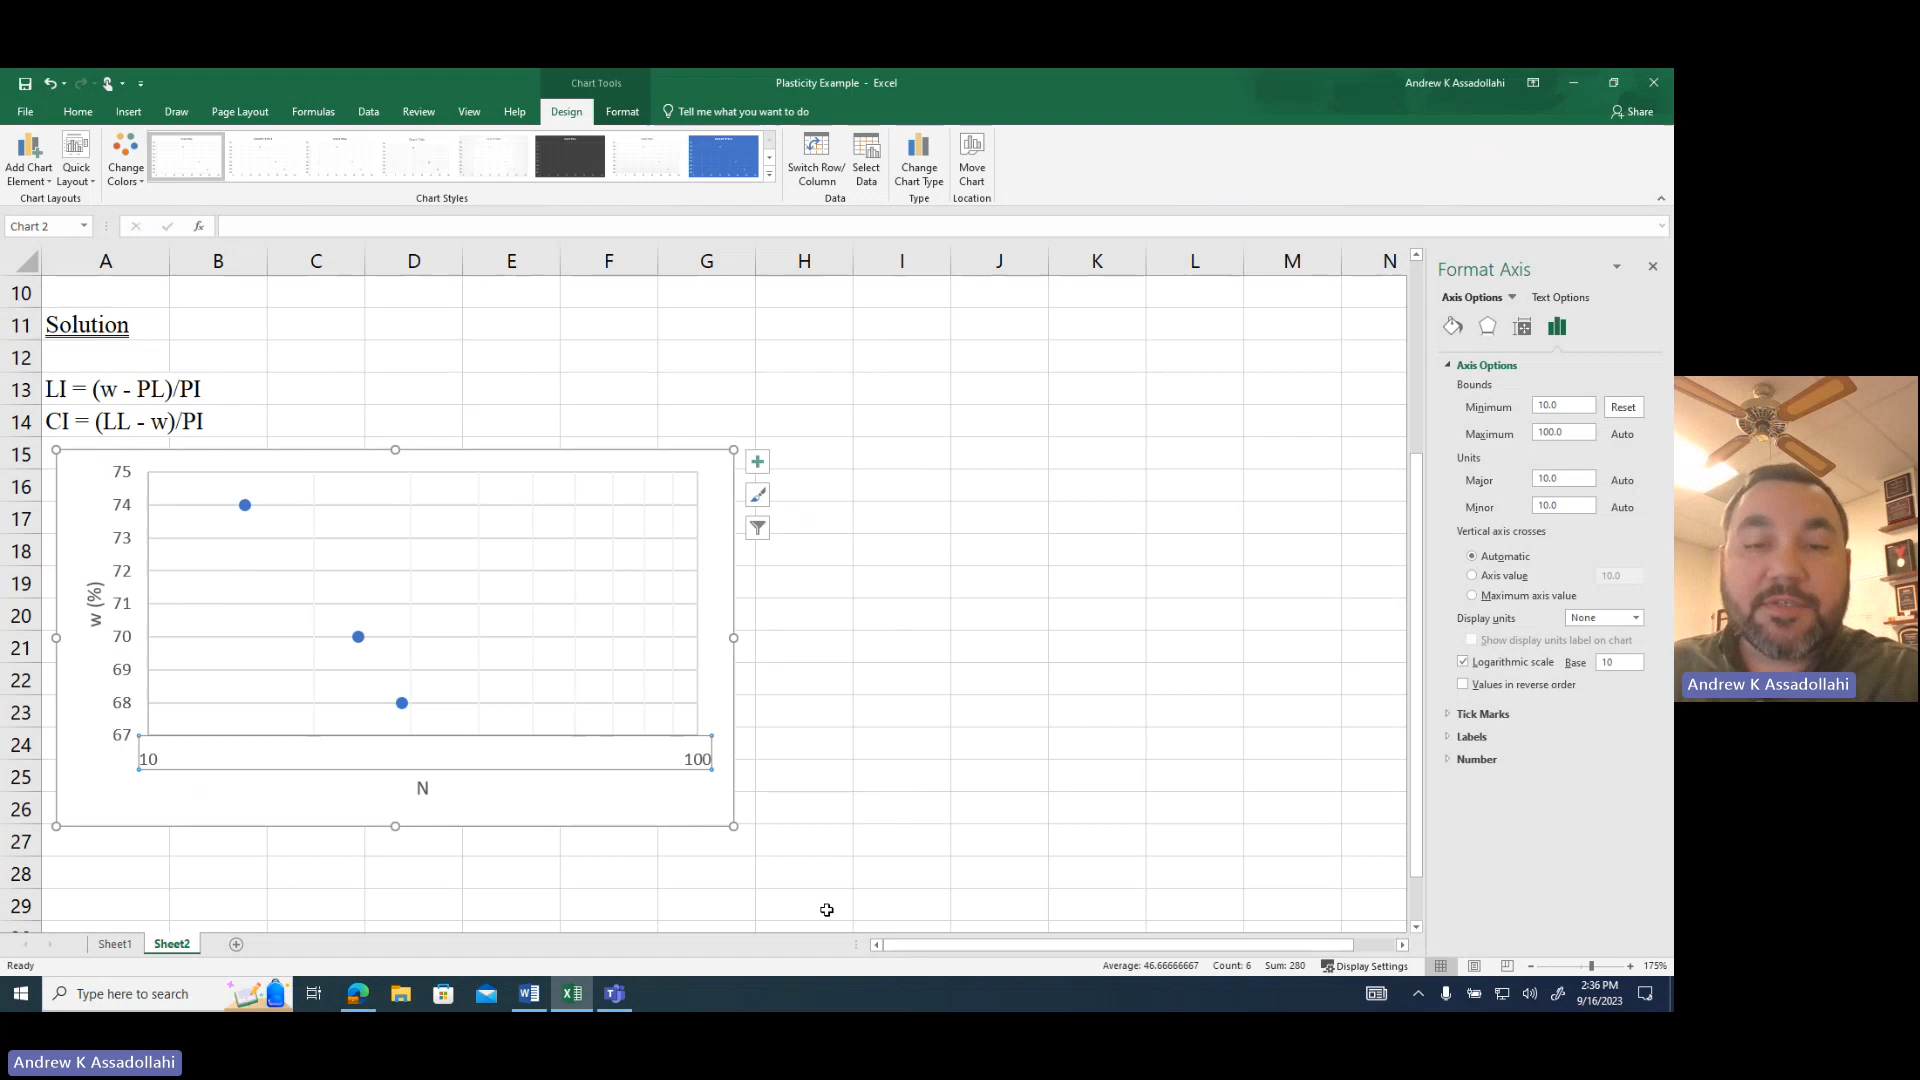 Chart Tools
Plasticity Example - Excel
Andrew K Assadollahi
File
Home
Insert
Draw
Page Layout
Formulas
Data
Review
View
Help
Design
Format
Tell me what you want to do
Share
Add Chart Element
Quick Layout
Change Colors
Switch Row/ Column
Select Data
Change Chart Type
Move Chart
Chart Layouts
Chart Styles
Data
Type
Location
Chart 2
fx
A B C D E F G H I J K L M N
10
11 Solution
12
13 LI = (w - PL)/PI
14 CI = (LL - w)/PI
15
16
17
18
19
20
21
22
23
24
25
26
27
28
29
75
74
73
72
71
70
69
68
67
w (%)
10 100
N
Format Axis
Axis Options Text Options
Axis Options
Bounds
Minimum 10.0 Reset
Maximum 100.0 Auto
Units
Major 10.0 Auto
Minor 10.0 Auto
Vertical axis crosses
Automatic
Axis value 10.0
Maximum axis value
Display units None
Show display units label on chart
Logarithmic scale Base 10
Values in reverse order
Tick Marks
Labels
Number
Andrew K Assadollahi
Sheet1 Sheet2
Ready
Average: 46.66666667 Count: 6 Sum: 280 Display Settings 175%
Type here to search
2:36 PM
9/16/2023
Andrew K Assadollahi